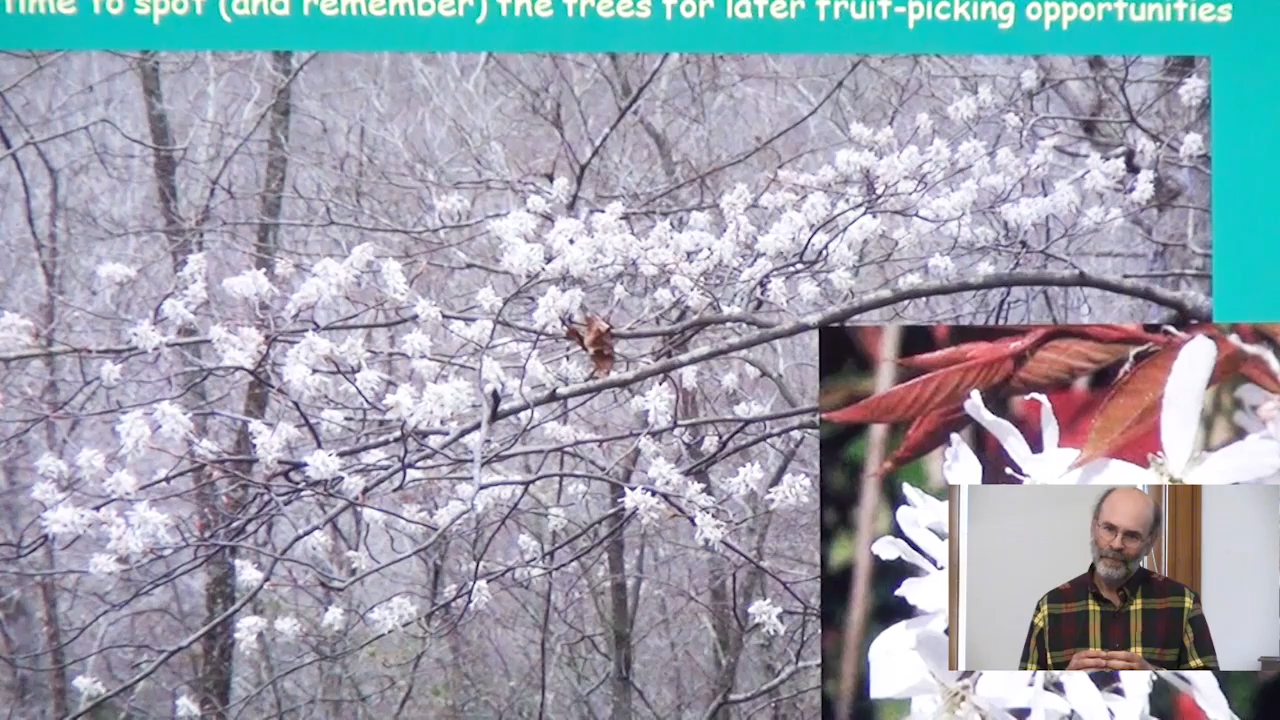 time to spot (and remember) the trees for later fruit-picking opportunities